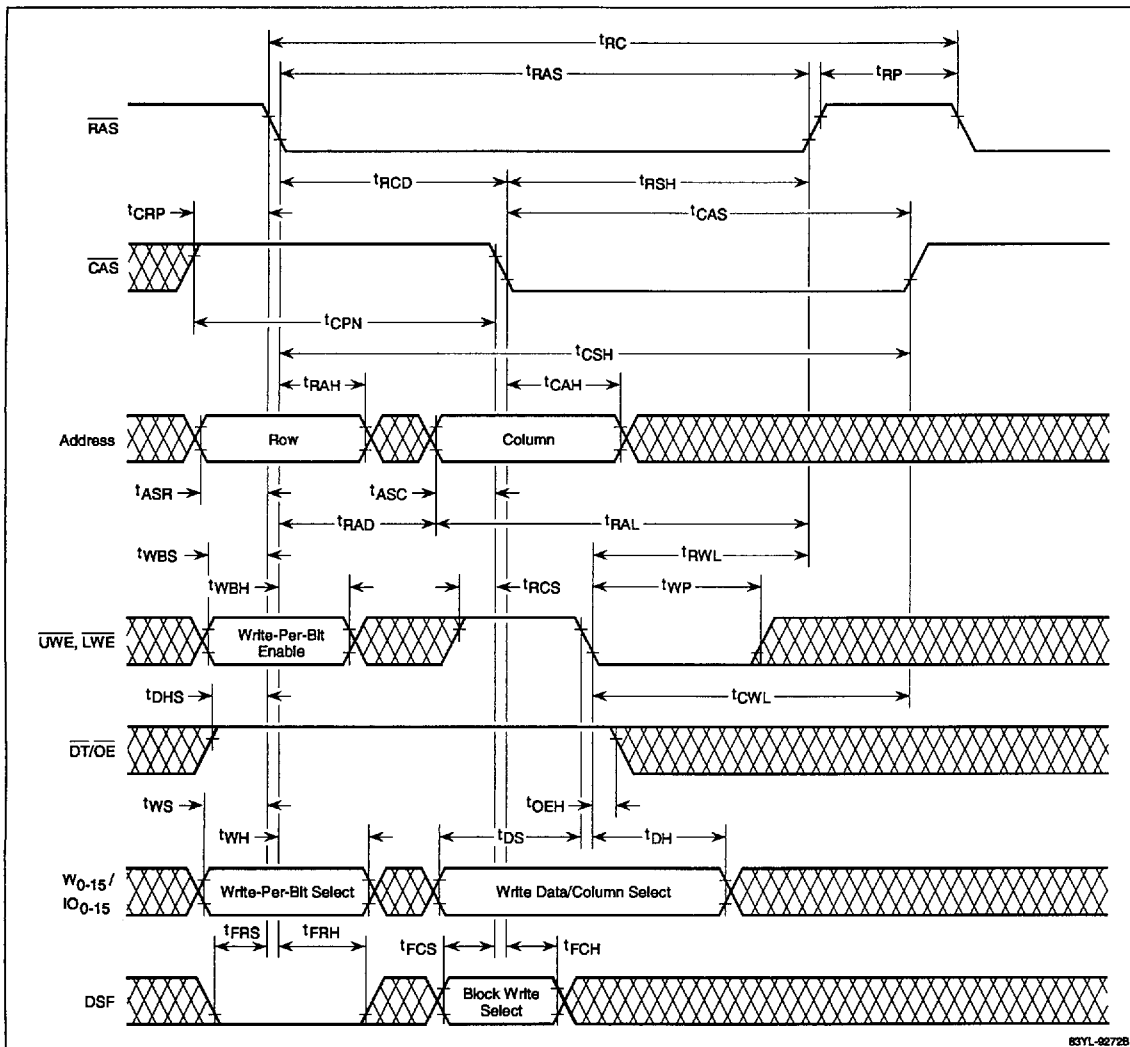 tRC
tRAS
tRP
RAS
tRCD
tRSH
tCRP
tCAS
CAS
tCPN
tCSH
tRAH
tCAH
Address
Row
Column
tASR
tASC
tRAD
tRAL
tWBS
tRWL
tWBH
tRCS
tWP
UWE, LWE
Write-Per-Bit
Enable
tDHS
tCWL
DT/OE
tWS
tOEH
tWH
tDS
tDH
W0-15/
IO0-15
Write-Per-Bit Select
Write Data/Column Select
tFRS
tFRH
tFCS
tFCH
DSF
Block Write
Select
83YL-9272B